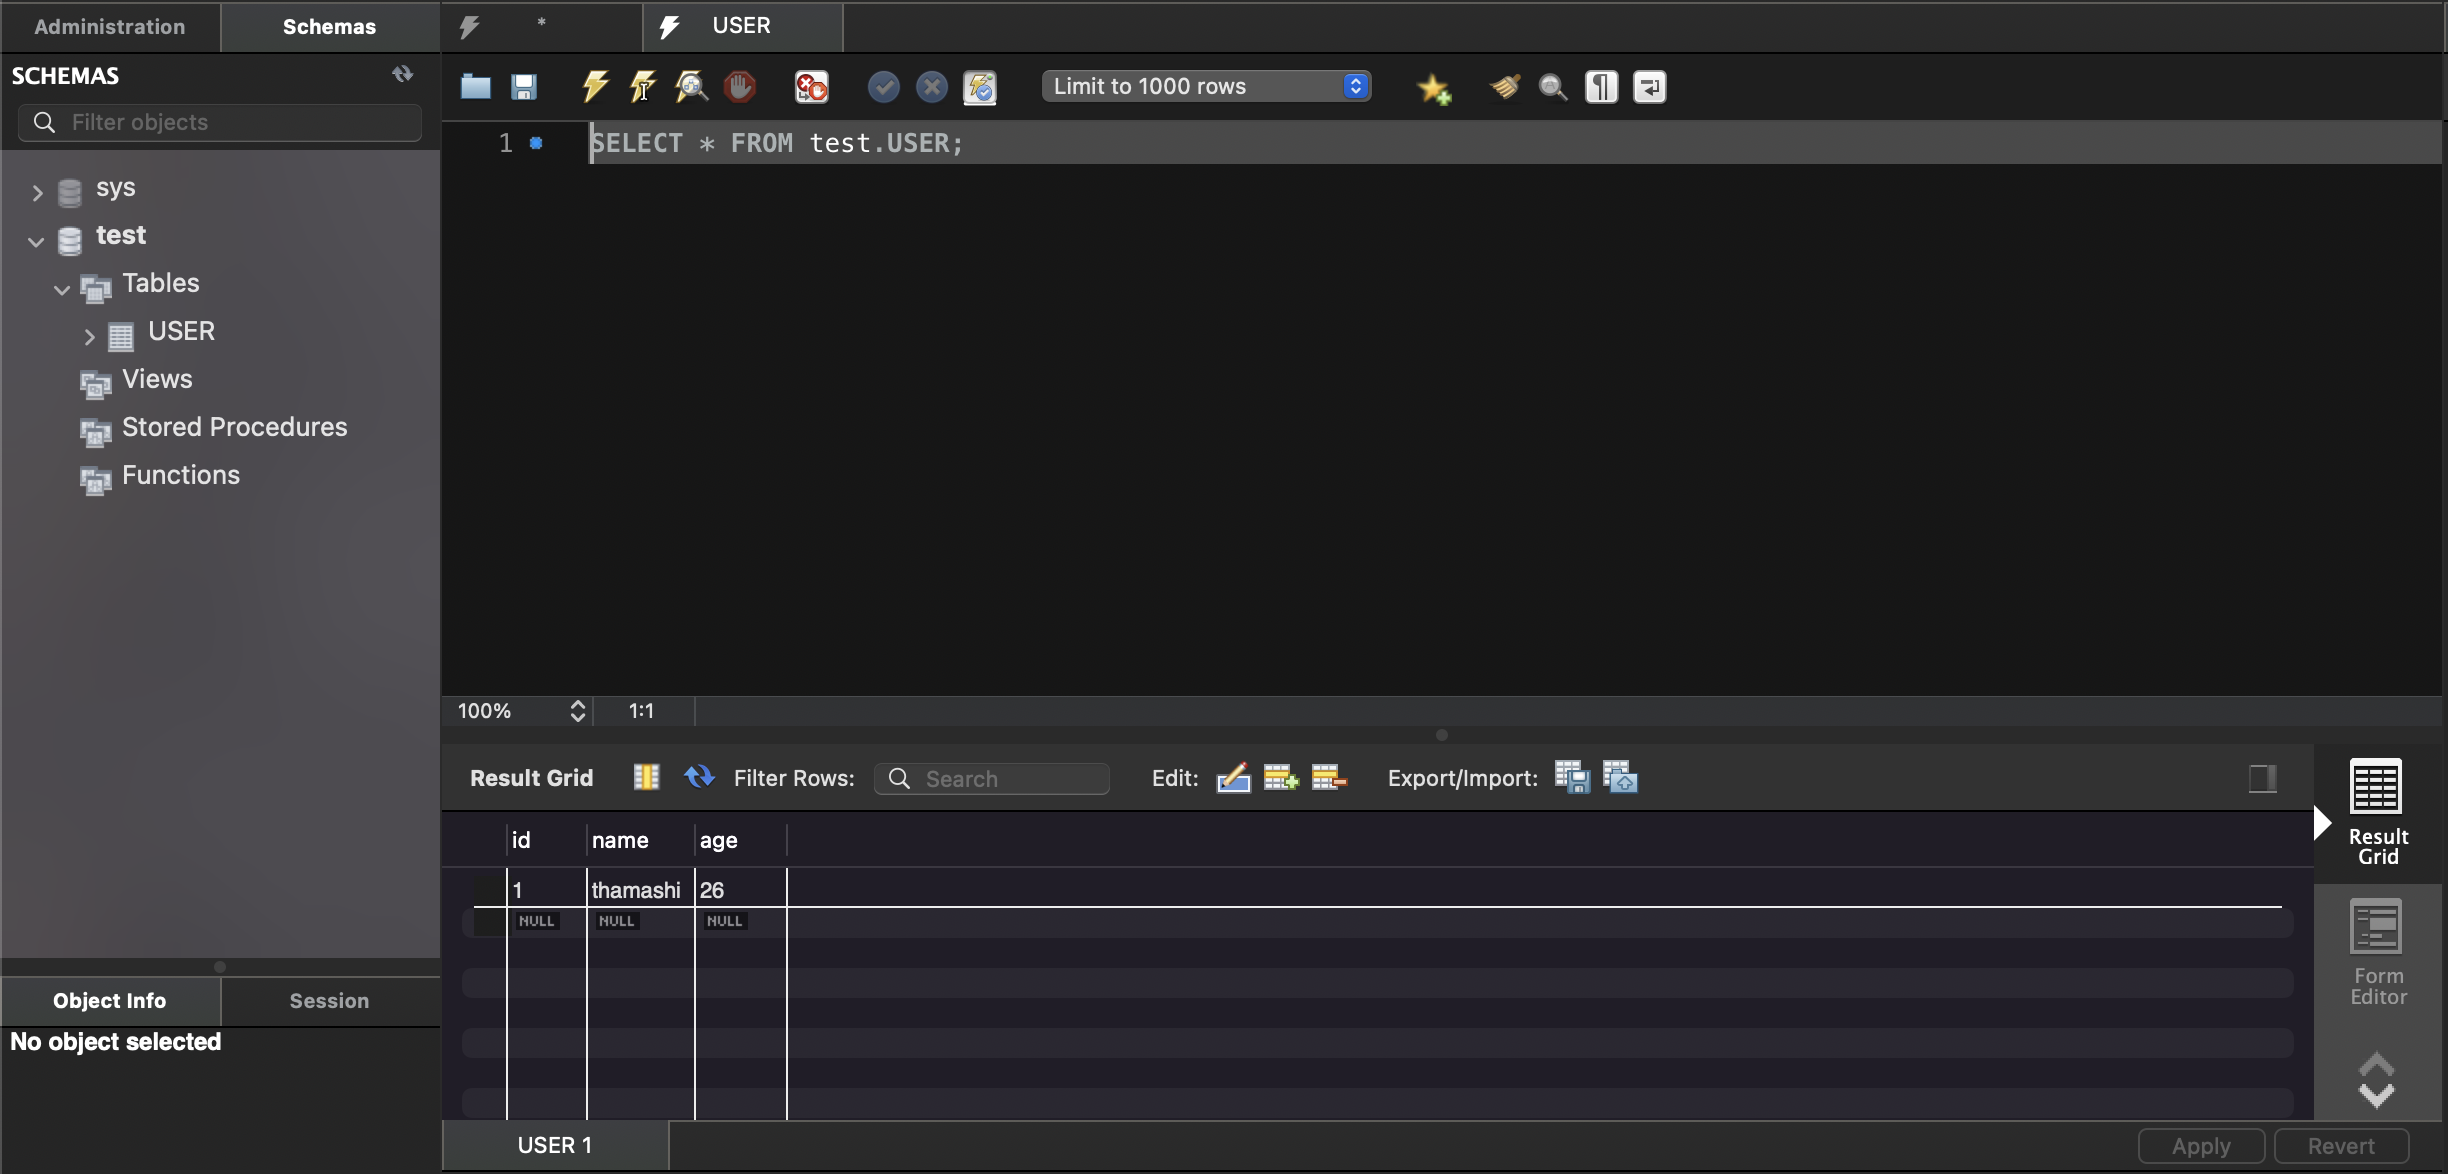 Administration
Schemas
*
USER
SCHEMAS
Filter objects
Limit to 1000 rows
1
SELECT * FROM test.USER;
sys
test
Tables
USER
Views
Stored Procedures
Functions
100%
1:1
Result Grid
Filter Rows:
Search
Edit:
Export/Import:
Result
Grid
id name age
1 thamashi 26
NULL NULL NULL
Form
Editor
Object Info
Session
No object selected
USER 1
Apply
Revert